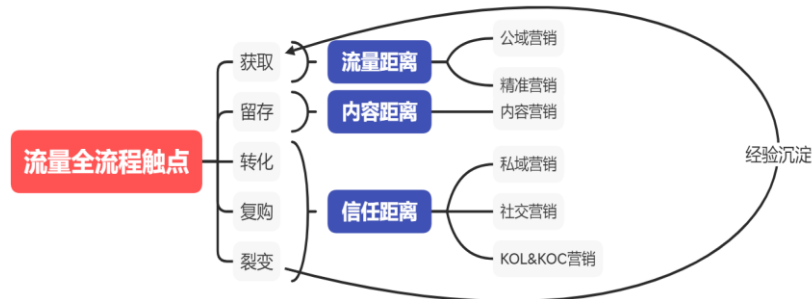 流量全流程触点
获取
留存
转化
复购
裂变
流量距离
内容距离
信任距离
公域营销
精准营销
内容营销
私域营销
社交营销
KOL&KOC营销
经验沉淀